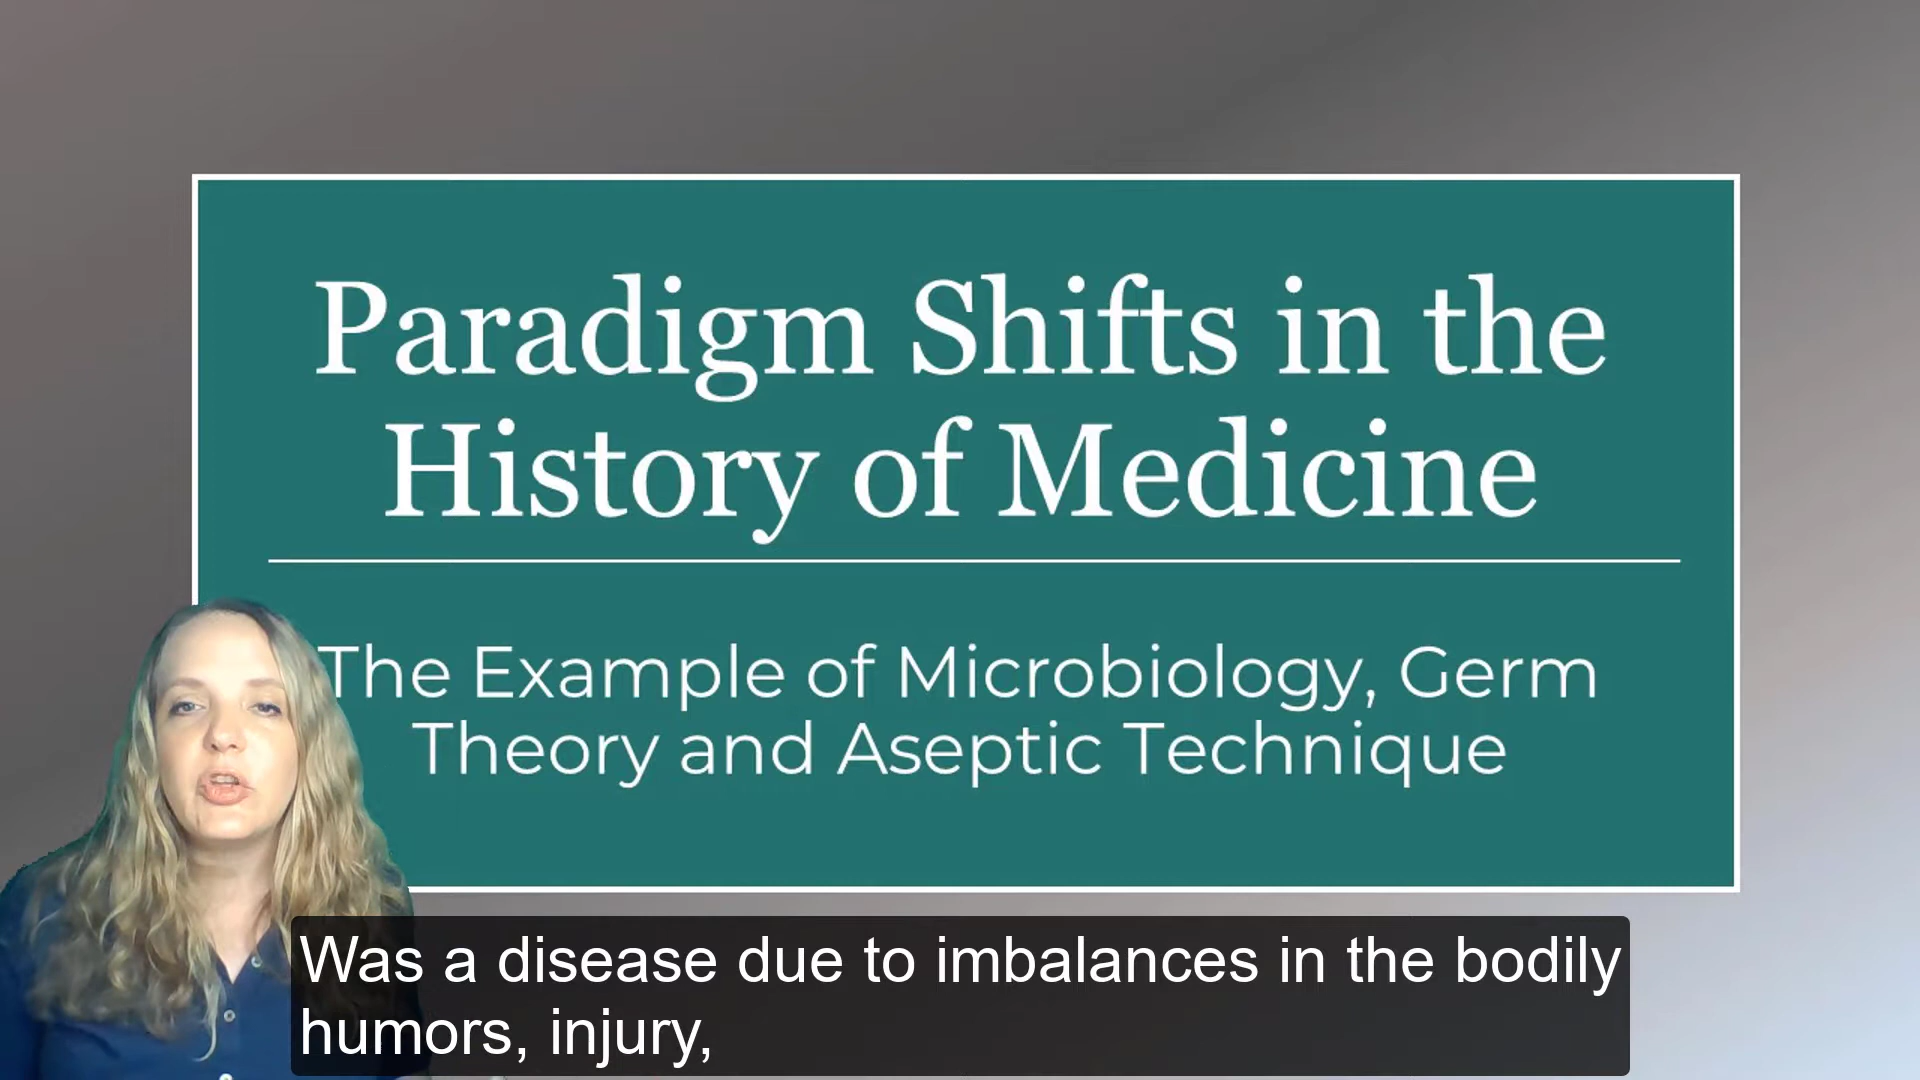 Paradigm Shifts in the
History of Medicine
The Example of Microbiology, Germ
Theory and Aseptic Technique
Was a disease due to imbalances in the bodily
humors, injury,